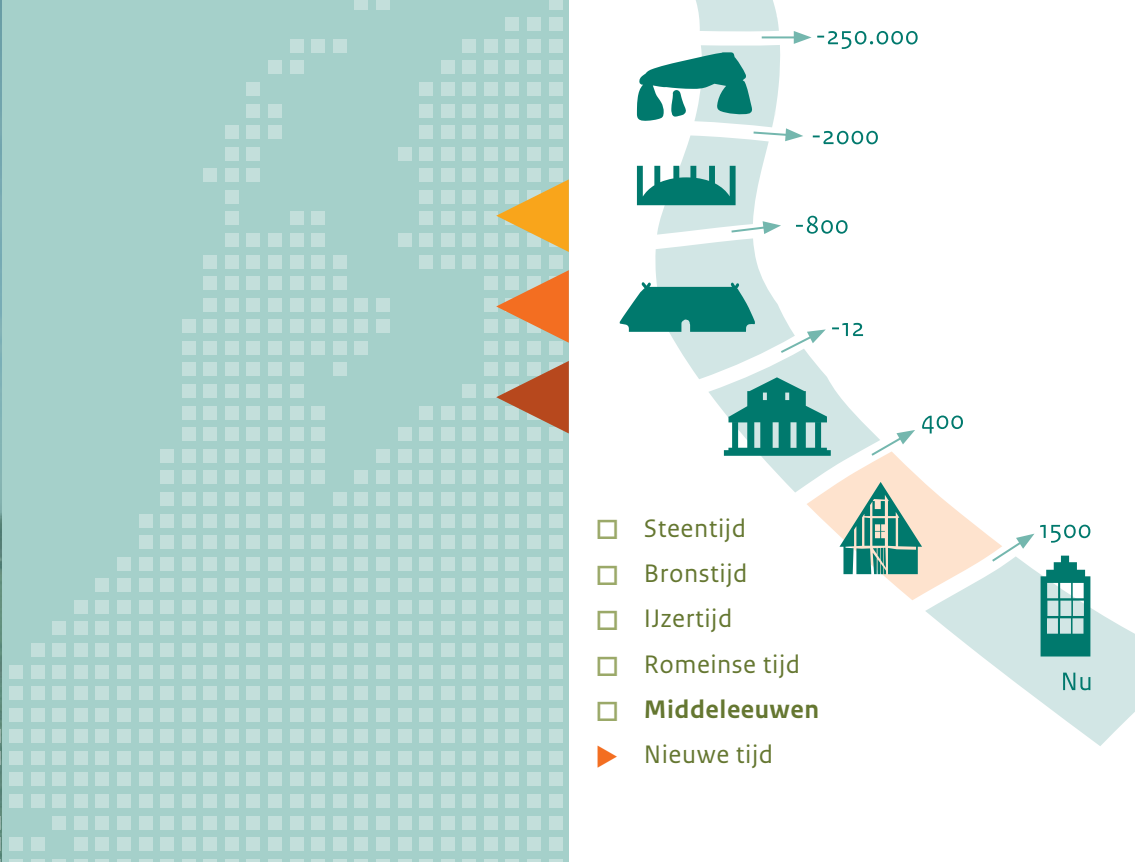 -250.000
-2000
-800
-12
400
1500
Nu
Steentijd
Bronstijd
IJzertijd
Romeinse tijd
Middeleeuwen
Nieuwe tijd